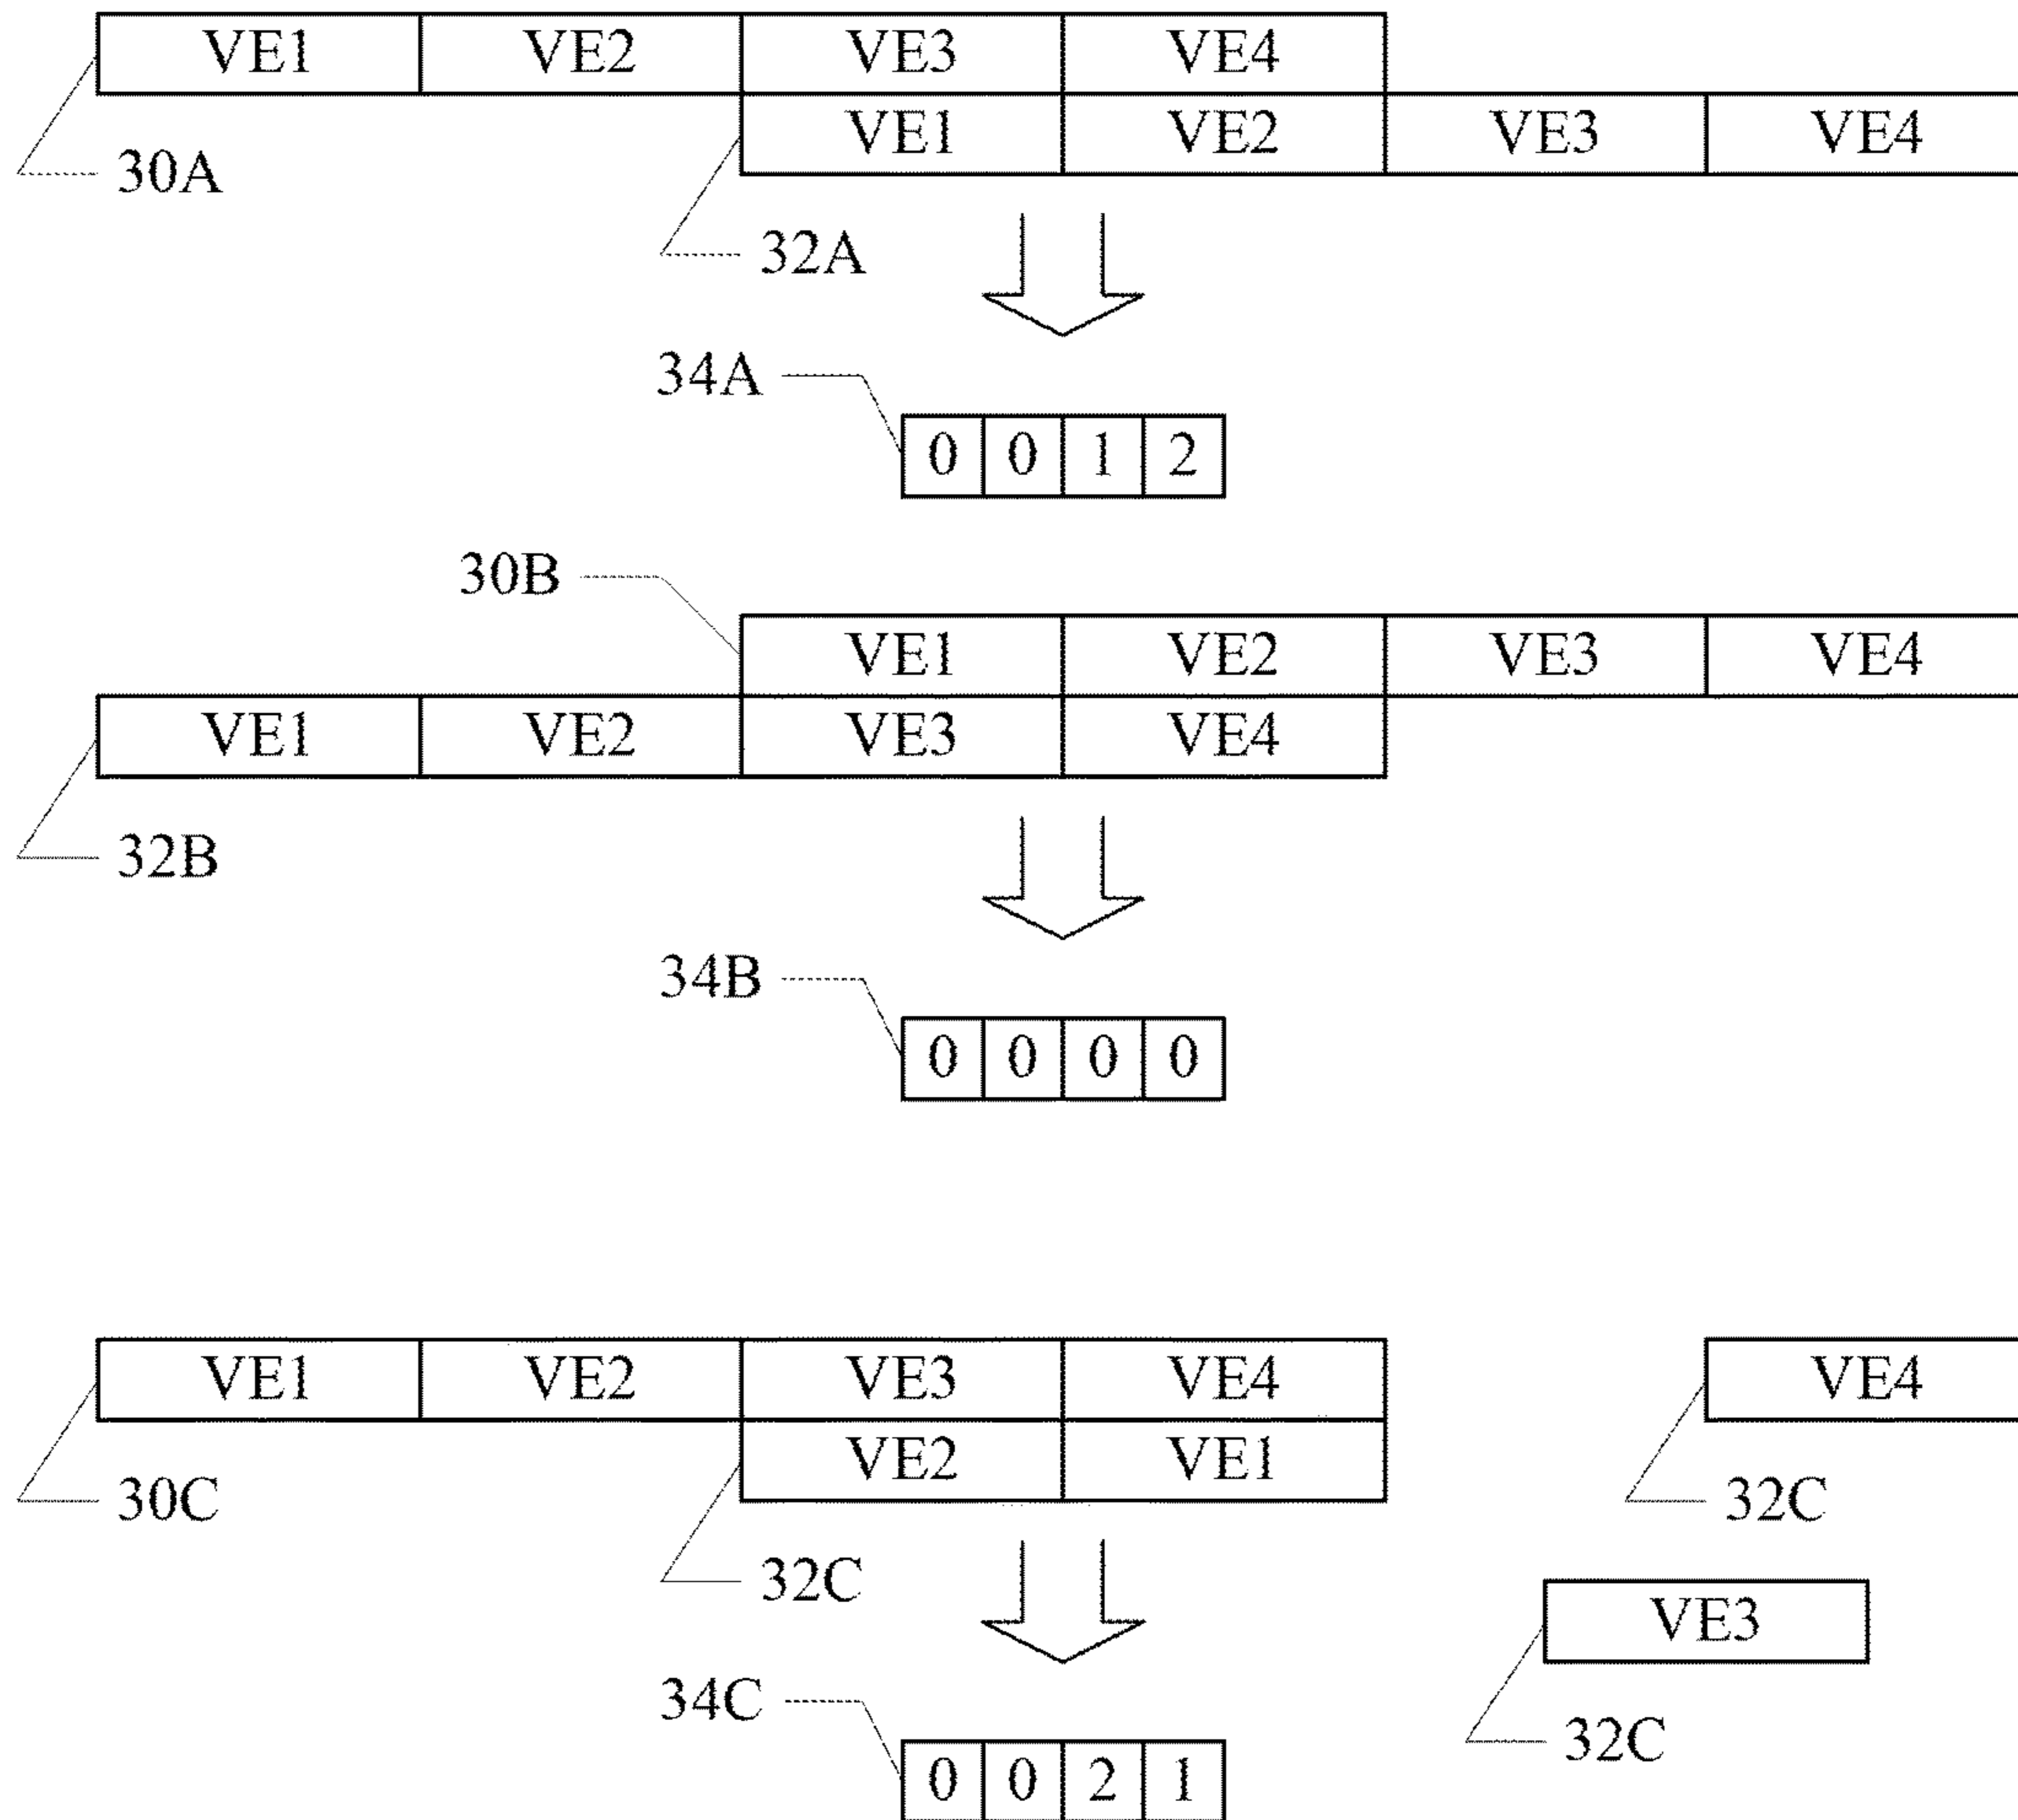 VE1 VE2 VE3 VE4
VE1 VE2 VE3 VE4
30A
32A
34A
0 0 1 2
30B
VE1 VE2 VE3 VE4
VE1 VE2 VE3 VE4
32B
34B
0 0 0 0
VE1 VE2 VE3 VE4 VE4
VE2 VE1
30C 32C
32C
VE3
34C
32C
0 0 2 1